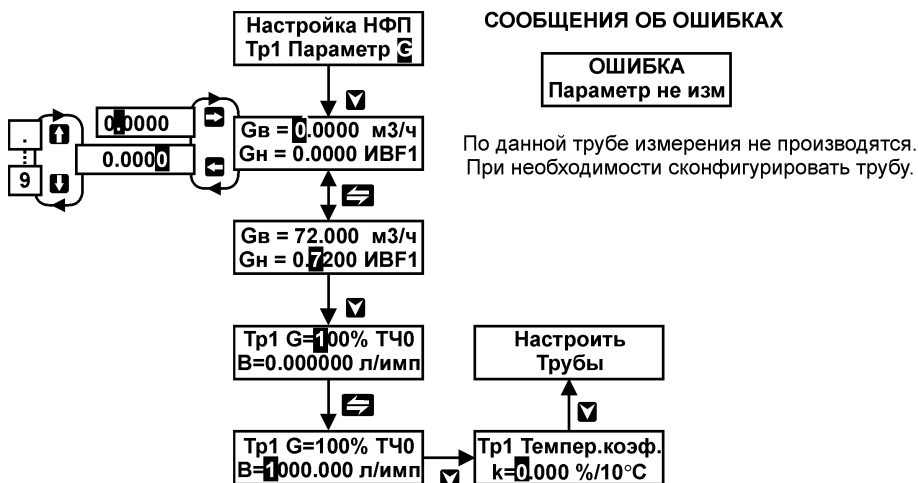 Настройка НФП
Тр1 Параметр G
СООБЩЕНИЯ ОБ ОШИБКАХ
ОШИБКА
Параметр не изм
По данной трубе измерения не производятся.
При необходимости сконфигурировать трубу.
0.0000
0.0000
.
9
Gв = 0.0000 м3/ч
Gн = 0.0000 ИВF1
Gв = 72.000 м3/ч
Gн = 0.7200 ИВF1
Тр1 G=100% ТЧ0
В=0.000000 л/имп
Настроить
Трубы
Тр1 G=100% ТЧ0
В=1000.000 л/имп
Тр1 Темпер.коэф.
k=0.000 %/10°С